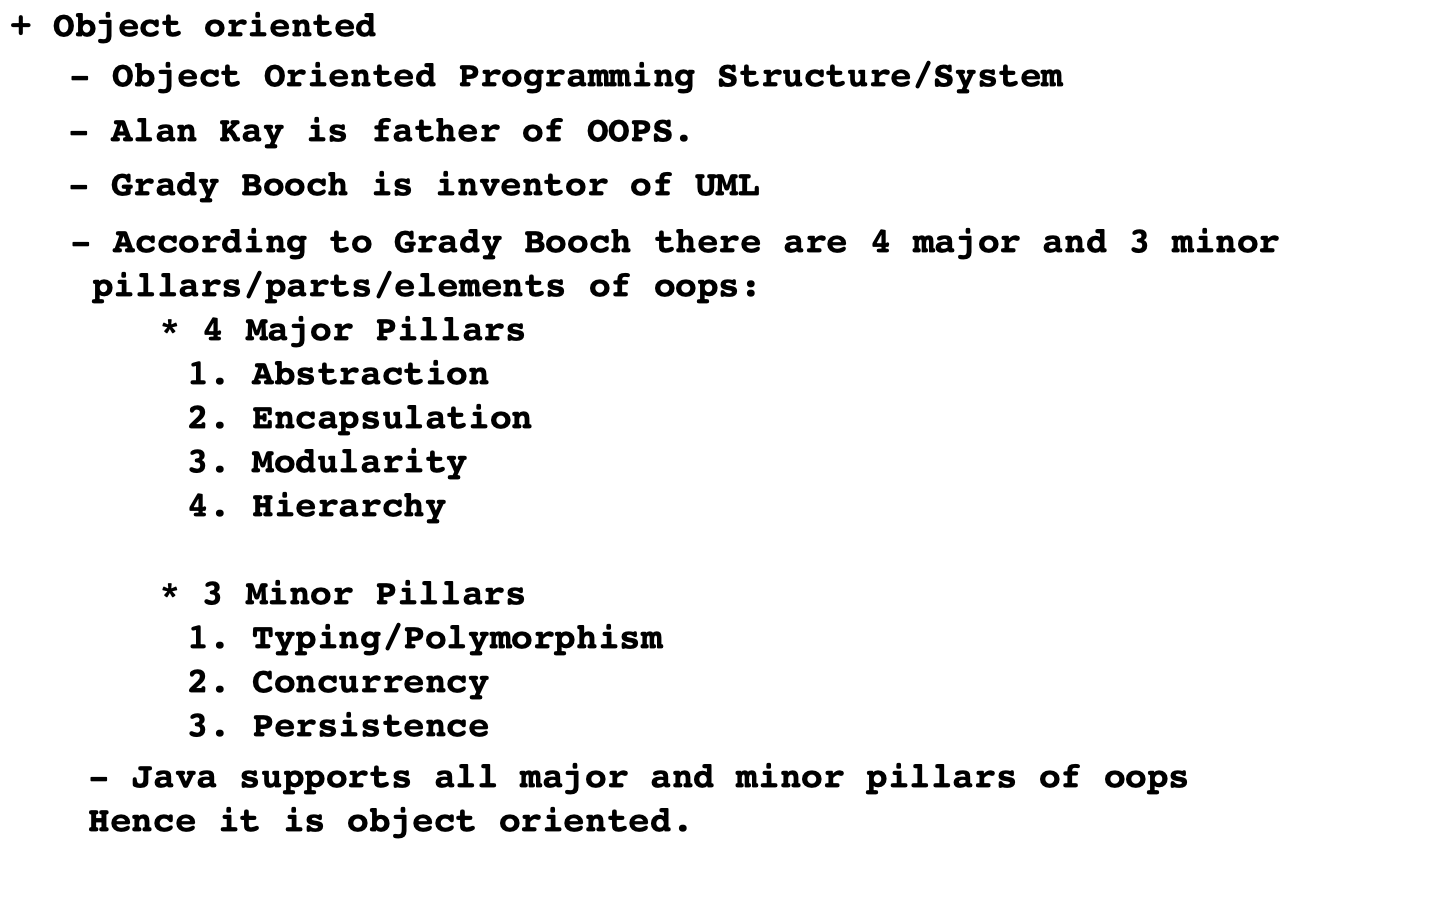 + Object oriented
- Object Oriented Programming Structure/System
- Alan Kay is father of OOPS.
- Grady Booch is inventor of UML
- According to Grady Booch there are 4 major and 3 minor
pillars/parts/elements of oops:
* 4 Major Pillars
1. Abstraction
2. Encapsulation
3. Modularity
4. Hierarchy
* 3 Minor Pillars
1. Typing/Polymorphism
2. Concurrency
3. Persistence
- Java supports all major and minor pillars of oops
Hence it is object oriented.